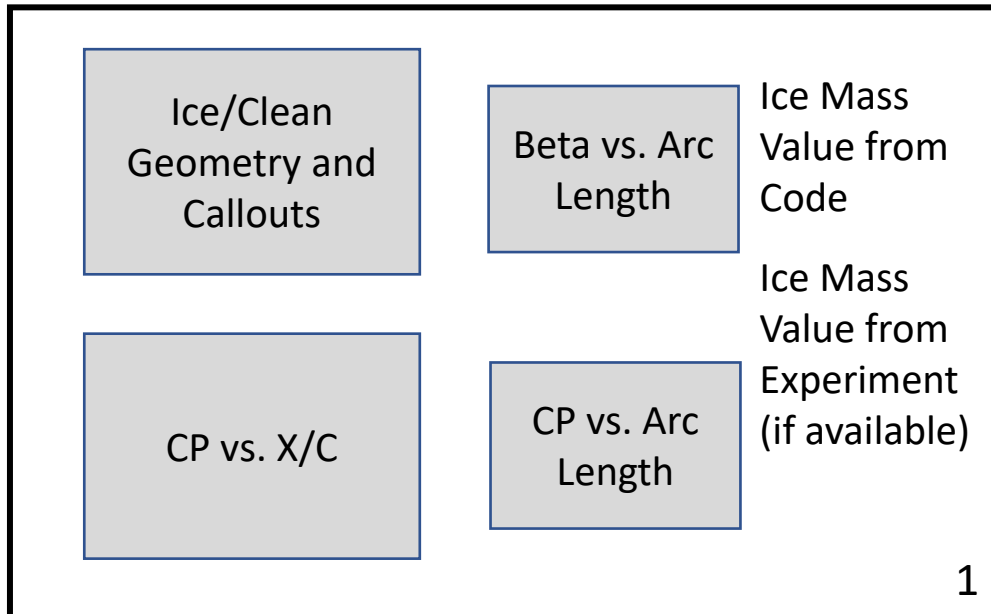 Ice/Clean
Geometry and
Callouts
Beta vs. Arc
Length
Ice Mass
Value from
Code
Ice Mass
Value from
Experiment
(if available)
CP vs. X/C
CP vs. Arc
Length
1